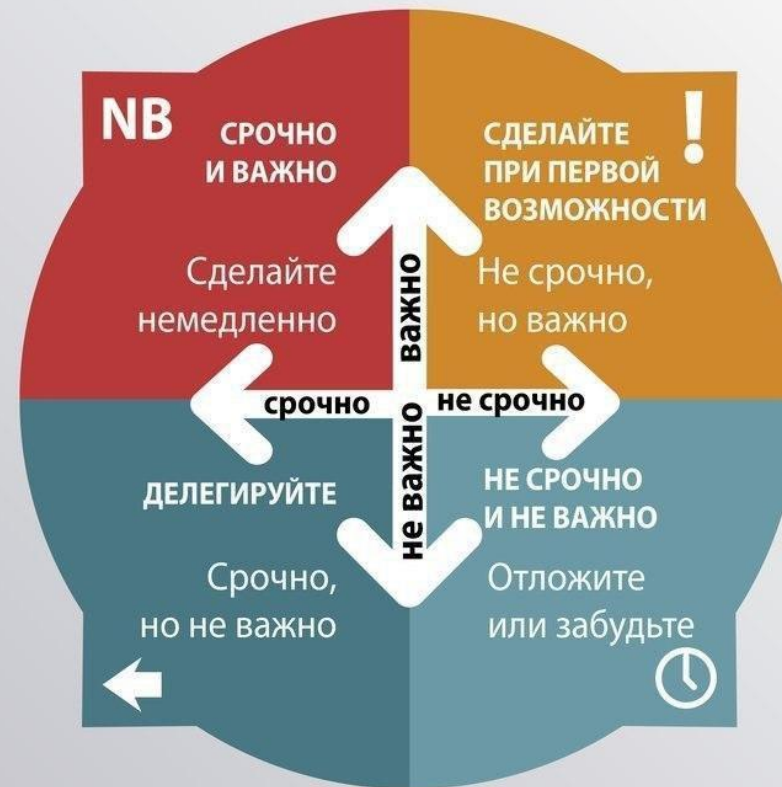 NB
СРОЧНО
И ВАЖНО
Сделайте
немедленно
!
СДЕЛАЙТЕ
ПРИ ПЕРВОЙ
ВОЗМОЖНОСТИ
Не срочно,
но важно
важно
срочно
не срочно
не важно
ДЕЛЕГИРУЙТЕ
Срочно,
но не важно
НЕ СРОЧНО
И НЕ ВАЖНО
Отложите
или забудьте